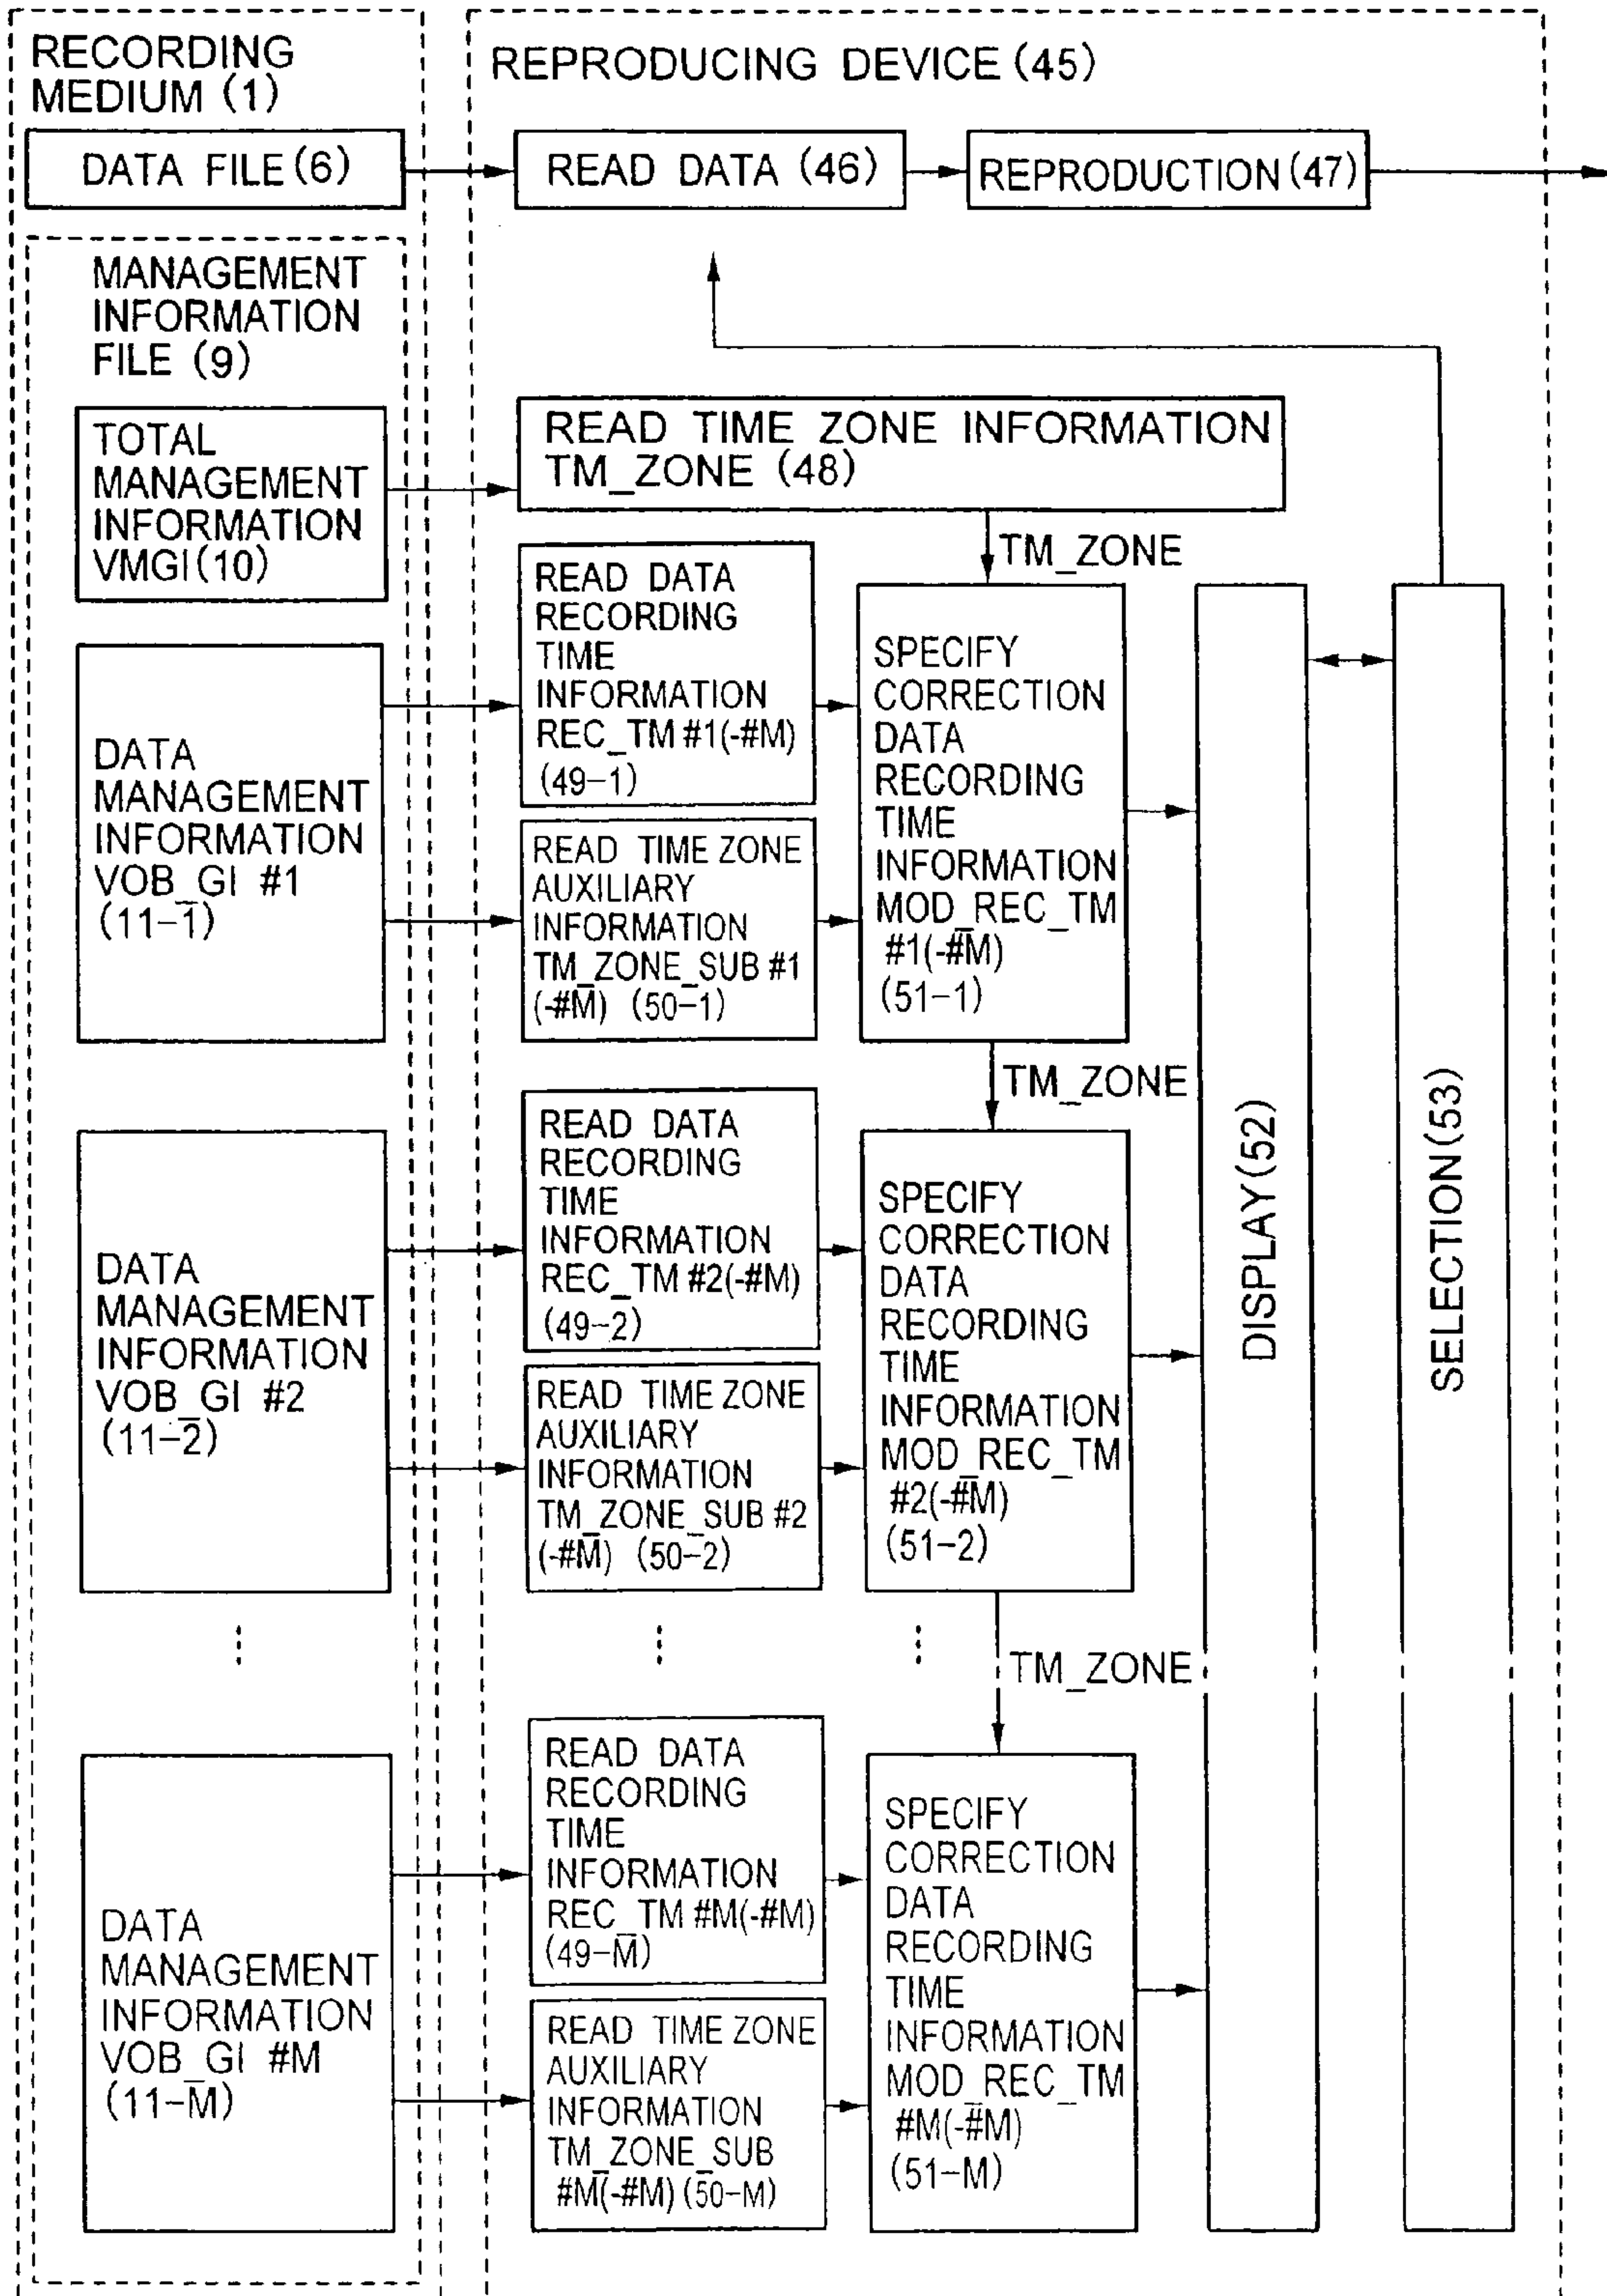 RECORDING
MEDIUM (1)
REPRODUCING DEVICE (45)
DATA FILE (6)
READ DATA (46)
REPRODUCTION (47)
MANAGEMENT
INFORMATION
FILE (9)
TOTAL
MANAGEMENT
INFORMATION
VMGI (10)
READ TIME ZONE INFORMATION
TM_ZONE (48)
TM_ZONE
READ DATA
RECORDING
TIME
INFORMATION
REC_TM #1(-#M)
(49-1)
SPECIFY
CORRECTION
DATA
RECORDING
TIME
INFORMATION
MOD_REC_TM
#1(-#M)
(51-1)
DATA
MANAGEMENT
INFORMATION
VOB_GI #1
(11-1)
READ TIME ZONE
AUXILIARY
INFORMATION
TM_ZONE_SUB #1
(-#M) (50-1)
TM_ZONE
READ DATA
RECORDING
TIME
INFORMATION
REC_TM #2(-#M)
(49-2)
SPECIFY
CORRECTION
DATA
RECORDING
TIME
INFORMATION
MOD_REC_TM
#2(-#M)
(51-2)
DATA
MANAGEMENT
INFORMATION
VOB_GI #2
(11-2)
READ TIME ZONE
AUXILIARY
INFORMATION
TM_ZONE_SUB #2
(-#M) (50-2)
DISPLAY (52)
SELECTION (53)
TM_ZONE
READ DATA
RECORDING
TIME
INFORMATION
REC_TM #M(-#M)
(49-M)
SPECIFY
CORRECTION
DATA
RECORDING
TIME
INFORMATION
MOD_REC_TM
#M(-#M)
(51-M)
DATA
MANAGEMENT
INFORMATION
VOB_GI #M
(11-M)
READ TIME ZONE
AUXILIARY
INFORMATION
TM_ZONE_SUB
#M(-#M) (50-M)